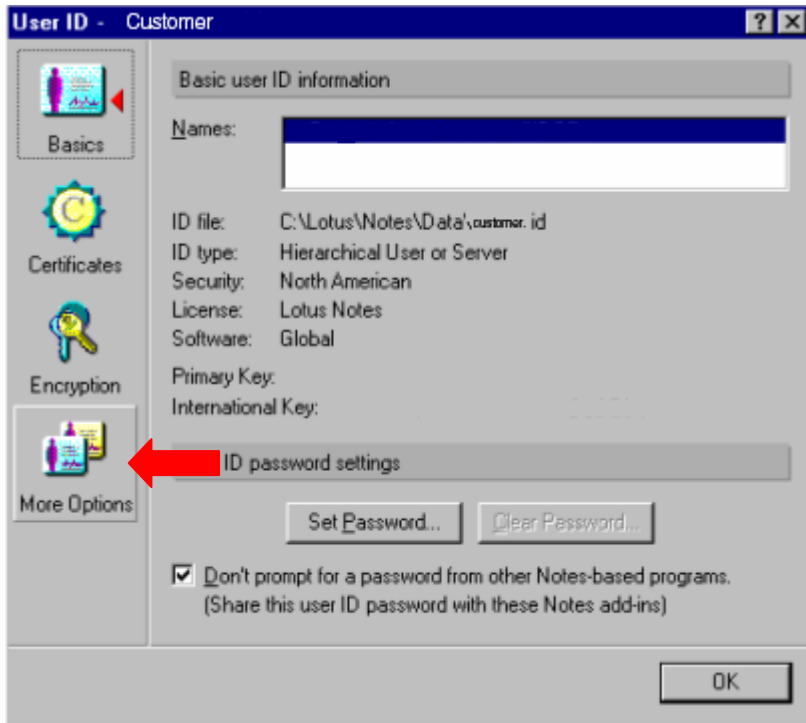 User ID - Customer
Basics
Certificates
Encryption
More Options
Basic user ID information
Names:
ID file: C:\Lotus\Notes\Data\customer. id
ID type: Hierarchical User or Server
Security: North American
License: Lotus Notes
Software: Global
Primary Key:
International Key:
ID password settings
Set Password... Clear Password...
Don't prompt for a password from other Notes-based programs.
(Share this user ID password with these Notes add-ins)
OK